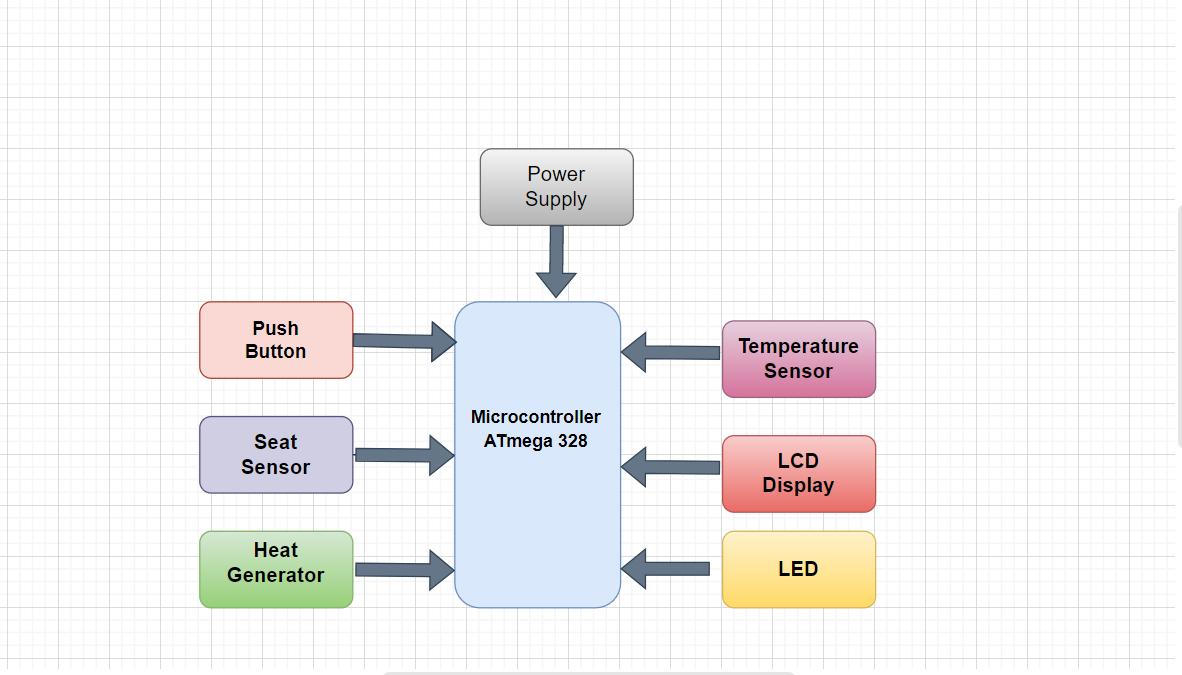 Power
Supply
Push
Button
Temperature
Sensor
Microcontroller
ATmega 328
Seat
Sensor
LCD
Display
Heat
Generator
LED